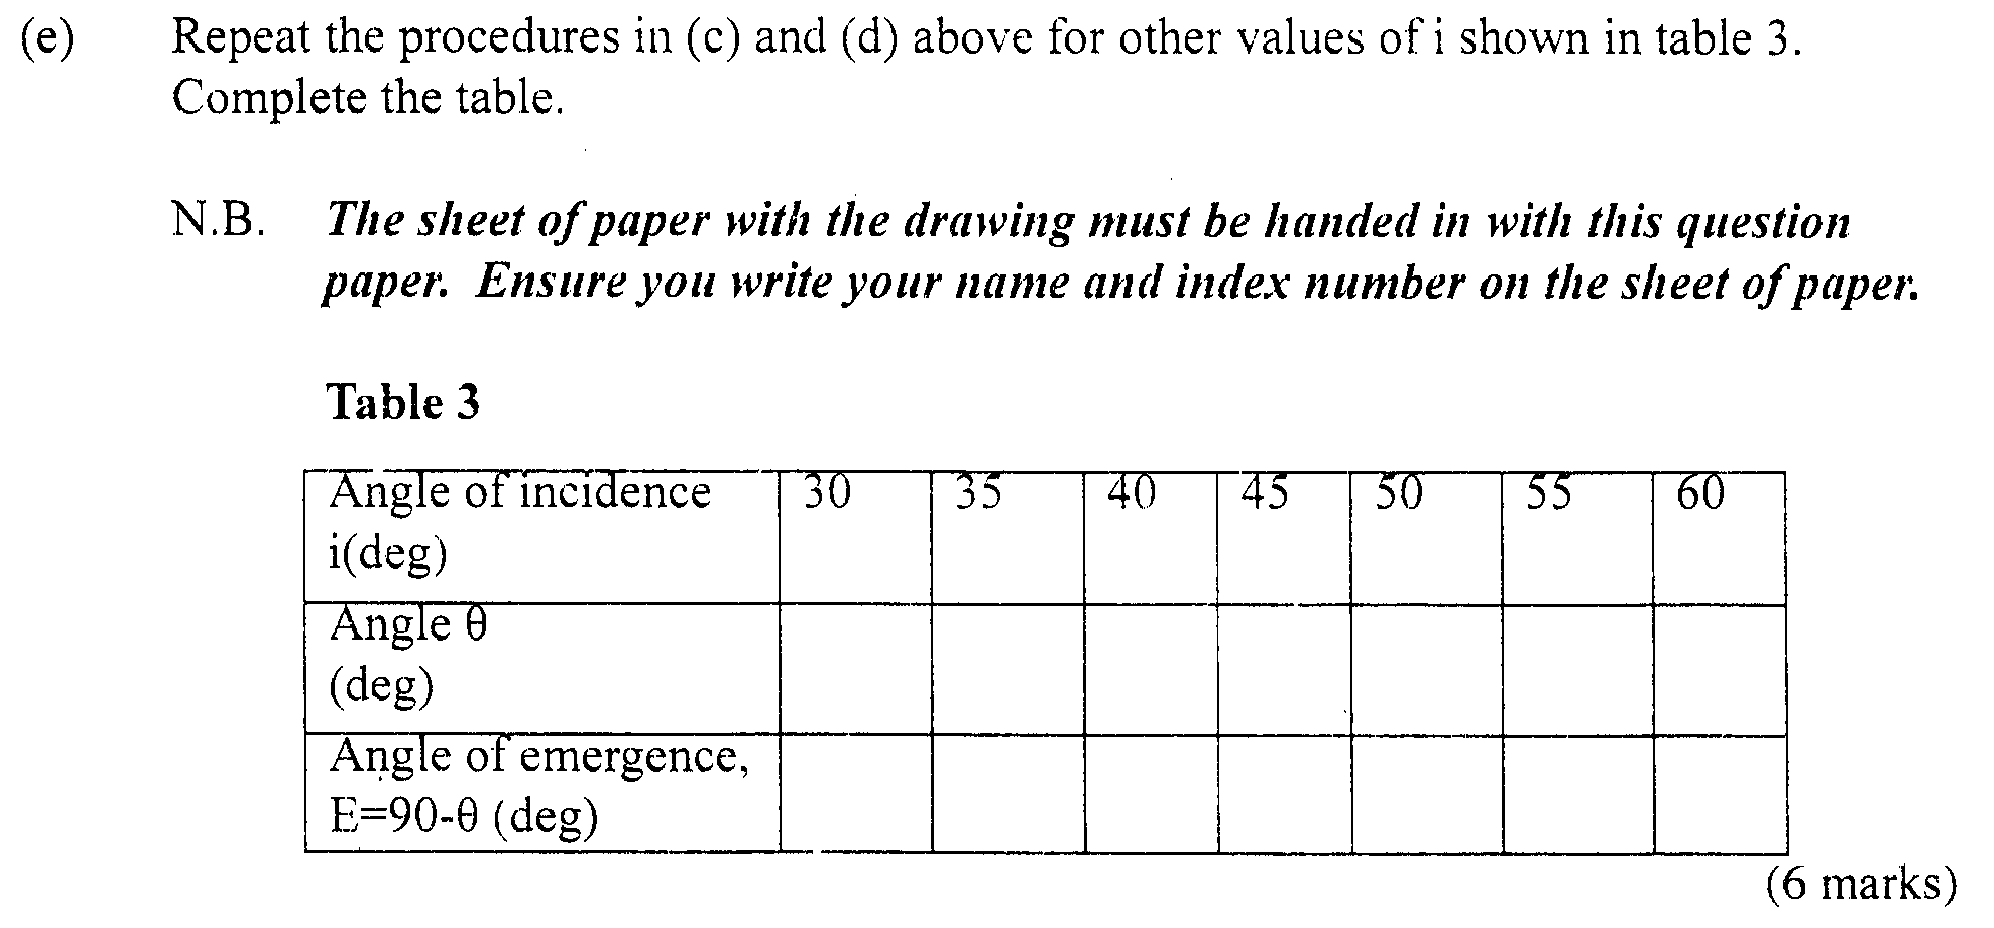 (e) Repeat the procedures in (c) and (d) above for other values of i shown in table 3.
Complete the table.
N.B. The sheet of paper with the drawing must be handed in with this question
paper. Ensure you write your name and index number on the sheet of paper.
Table 3
Angle of incidence 30 35 40 45 50 55 60
i(deg)
Angle θ
(deg)
Angle of emergence,
E=90-θ (deg)
(6 marks)